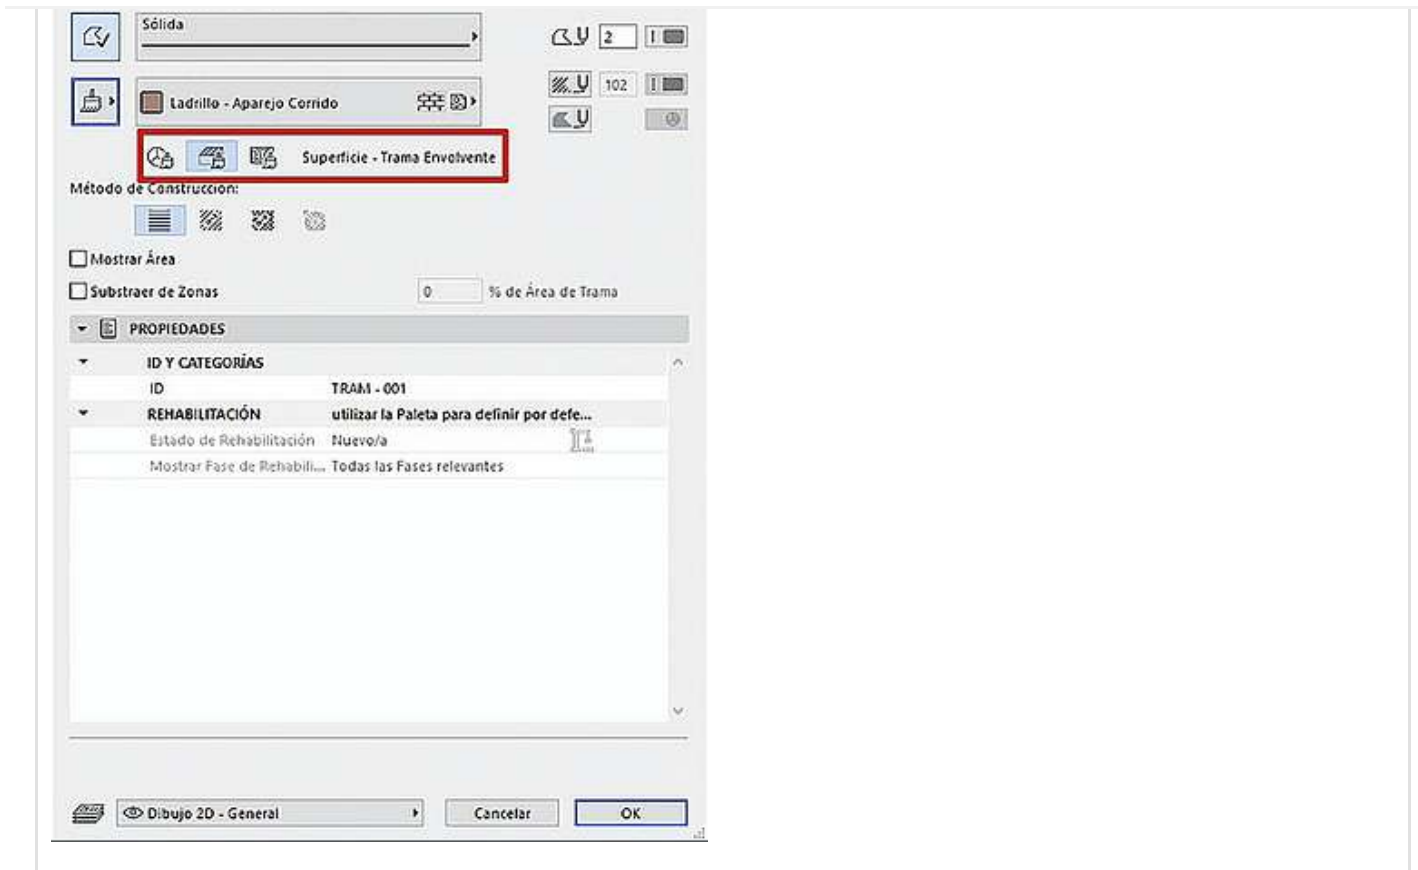 Sólida
2
Ladrillo - Aparejo Corrido
102
Superficie - Trama Envolvente
Método de Construcción:
Mostrar Área
Substraer de Zonas 0 % de Área de Trama
PROPIEDADES
ID Y CATEGORÍAS
ID TRAM - 001
REHABILITACIÓN utilizar la Paleta para definir por defe...
Estado de Rehabilitación Nuevo/a
Mostrar Fase de Rehabili... Todas las Fases relevantes
Dibujo 2D - General Cancelar OK